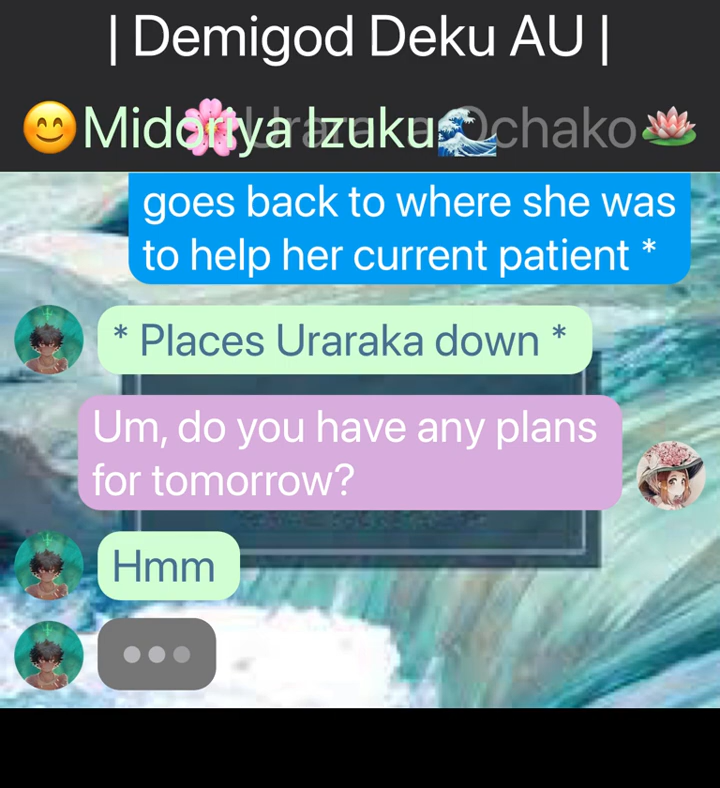 | Demigod Deku AU |
😊Midoriya Izuku🌊
🌸Uraraka Ochako🪷
goes back to where she was
to help her current patient *
* Places Uraraka down *
Um, do you have any plans
for tomorrow?
Hmm